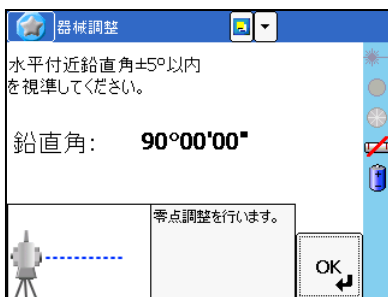 器械調整
水平付近鉛直角±5º以内
を視準してください。
鉛直角: 90°00'00"
零点調整を行います。
OK